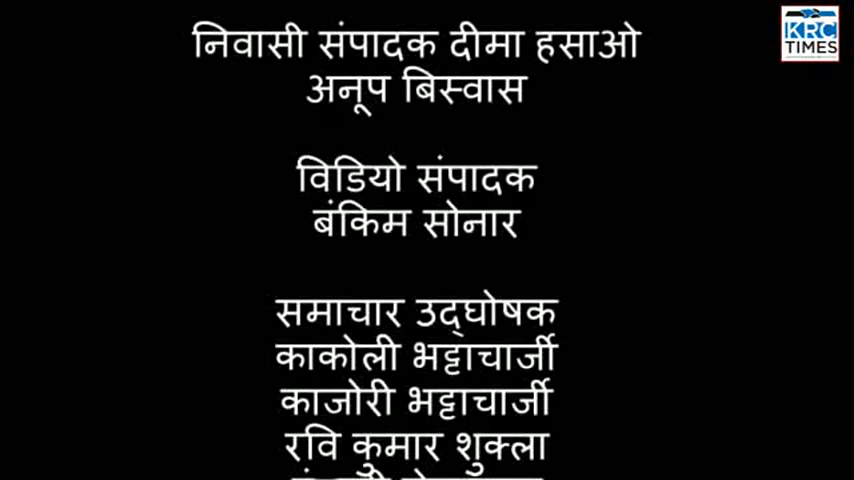 निवासी संपादक दीमा हसाओ
अनूप बिस्वास
विडियो संपादक
बंकिम सोनार
समाचार उद्घोषक
काकोली भट्टाचार्जी
काजोरी भट्टाचार्जी
रवि कुमार शुक्ला
KRC
TIMES